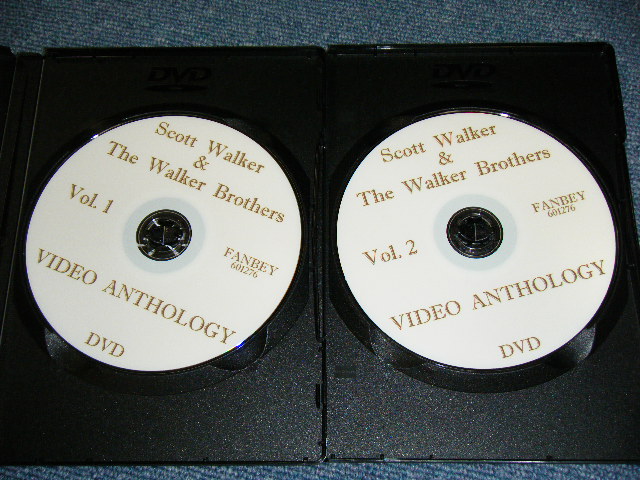 DVD
Scott Walker
&
The Walker Brothers
Vol. 1
FANBEY
601276
VIDEO ANTHOLOGY
DVD
DVD
Scott Walker
&
The Walker Brothers
FANBEY
601276
Vol. 2
VIDEO ANTHOLOGY
DVD